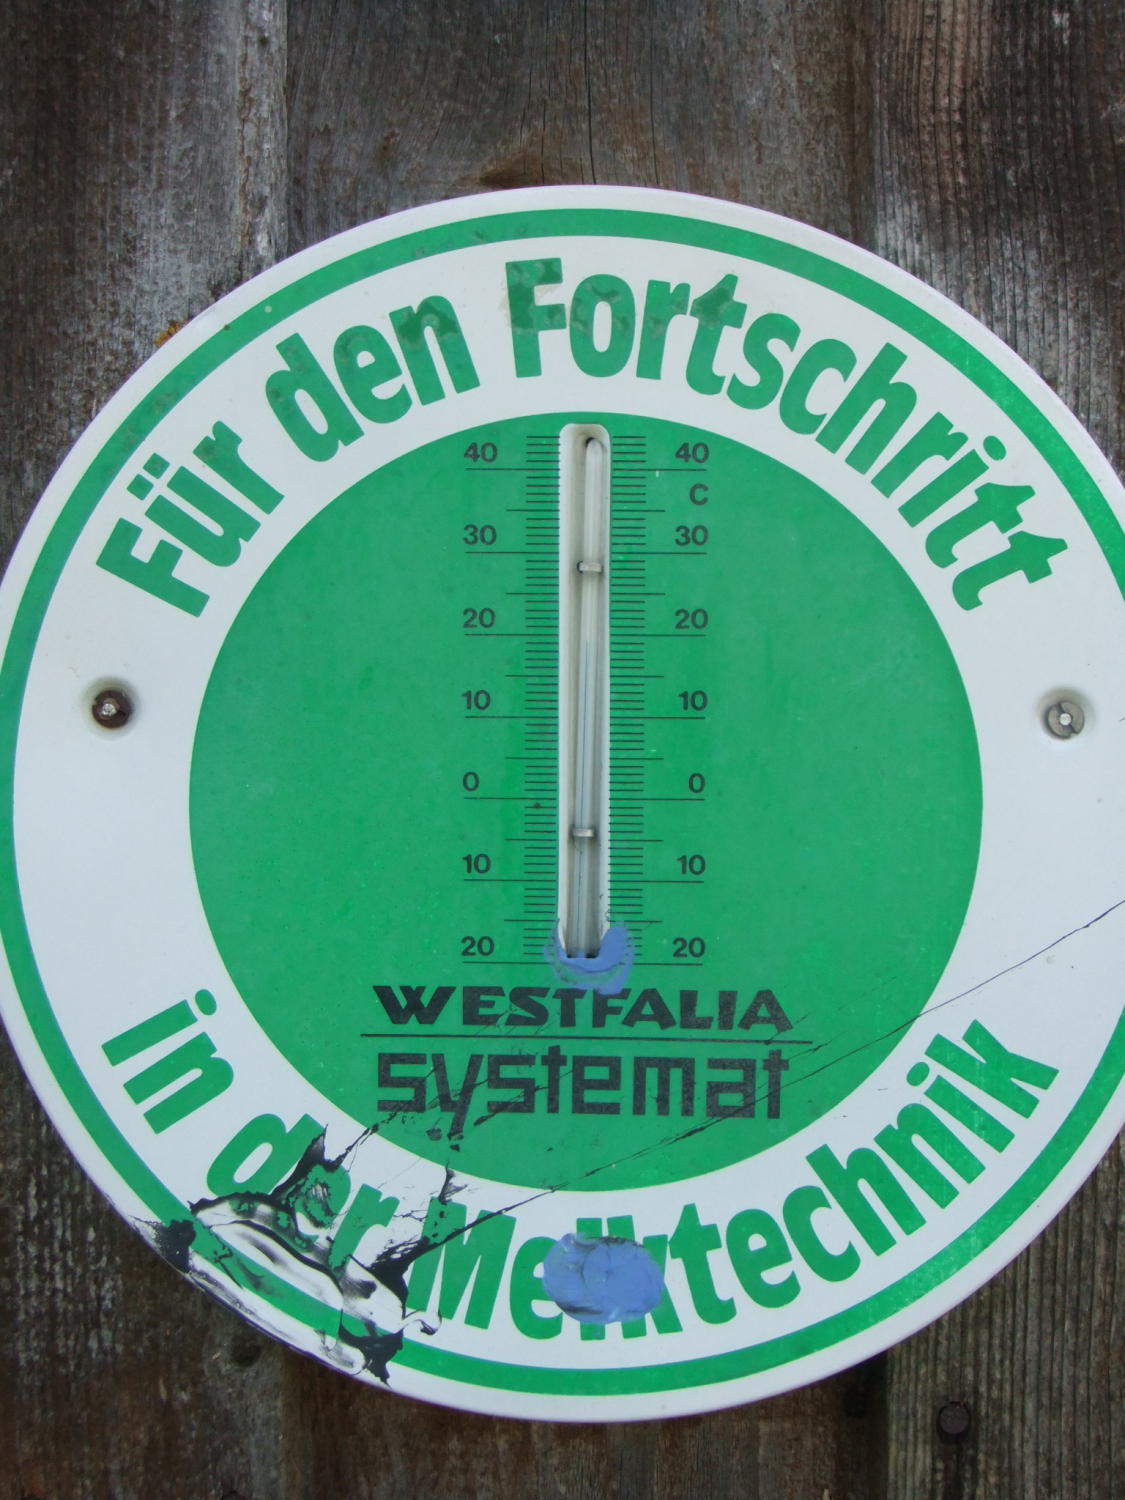 Für den Fortschritt
40 40
C
30 30
20 20
10 10
0 0
10 10
20 20
WESTFALIA
systemat
in der Melktechnik